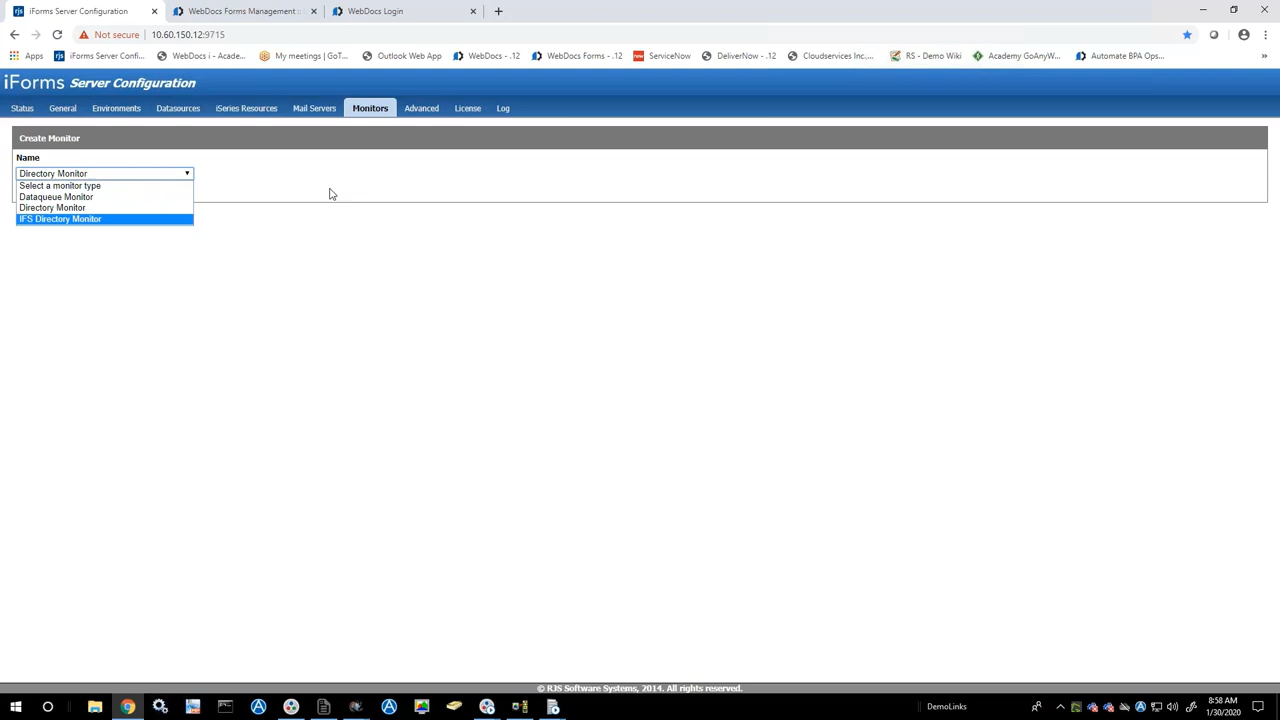 iForms Server Configuration
WebDocs Forms Management ::
WebDocs Login
Not secure
10.60.150.12:9715
Apps
iForms Server Confi...
WebDocs i - Acade...
My meetings | GoT...
Outlook Web App
WebDocs - .12
WebDocs Forms - .12
ServiceNow
DeliverNow - .12
Cloudservices Inc....
RS - Demo Wiki
Academy GoAnyW...
Automate BPA Ops...
»
iForms Server Configuration
Status
General
Environments
Datasources
iSeries Resources
Mail Servers
Monitors
Advanced
License
Log
Create Monitor
Name
Directory Monitor
Select a monitor type
Dataqueue Monitor
Directory Monitor
IFS Directory Monitor
© RJS Software Systems, 2014. All rights reserved.
DemoLinks
8:58 AM
1/30/2020